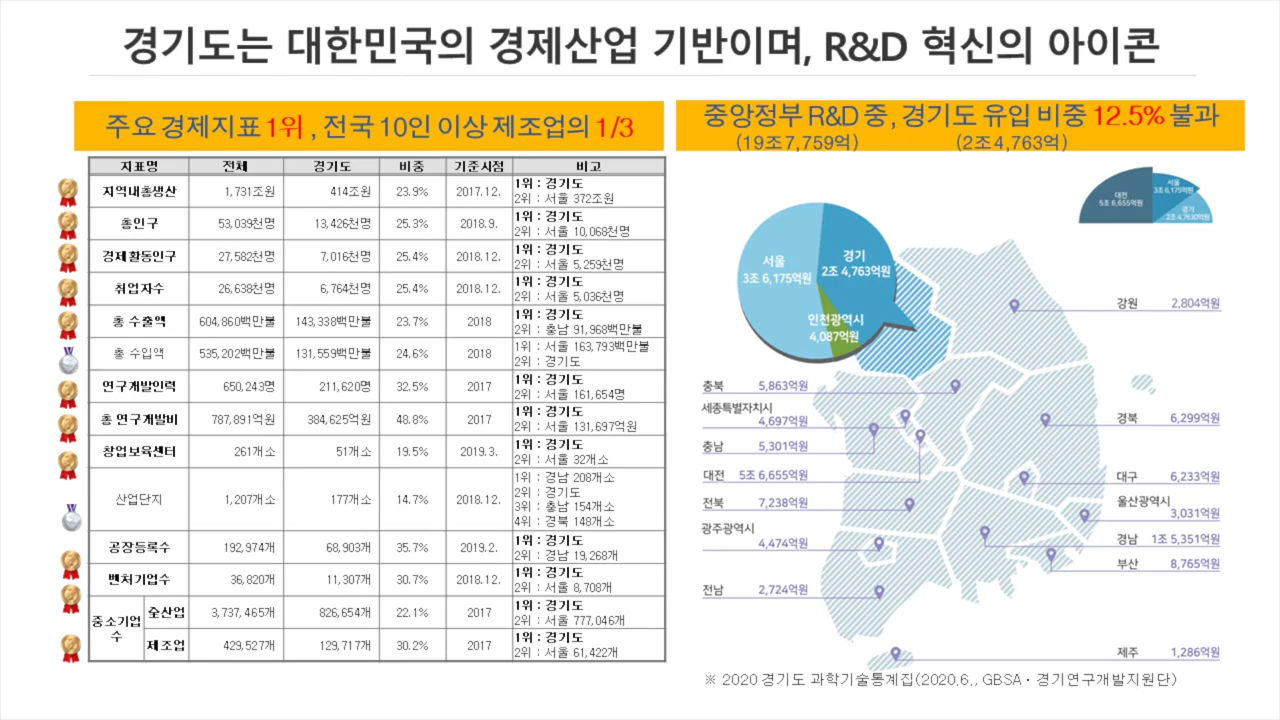 경기도는 대한민국의 경제산업 기반이며, R&D 혁신의 아이콘
주요 경제지표 1위 , 전국 10인 이상 제조업의 1/3
지표명 전체 경기도 비중 기준시점 비고
지역내총생산 1,731조원 414조원 23.9% 2017.12. 1위 : 경기도
2위 : 서울 372조원
총인구 53,039천명 13,426천명 25.3% 2018.9. 1위 : 경기도
2위 : 서울 10,068천명
경제활동인구 27,582천명 7,016천명 25.4% 2018.12. 1위 : 경기도
2위 : 서울 5,259천명
취업자수 26,638천명 6,764천명 25.4% 2018.12. 1위 : 경기도
2위 : 서울 5,036천명
총 수출액 604,860백만불 143,338백만불 23.7% 2018 1위 : 경기도
2위 : 충남 91,968백만불
총 수입액 535,202백만불 131,559백만불 24.6% 2018 1위 : 서울 163,793백만불
2위 : 경기도
연구개발인력 650,243명 211,620명 32.5% 2017 1위 : 경기도
2위 : 서울 161,654명
총 연구개발비 787,891억원 384,625억원 48.8% 2017 1위 : 경기도
2위 : 서울 131,697억원
창업보육센터 261개소 51개소 19.5% 2019.3. 1위 : 경기도
2위 : 서울 32개소
산업단지 1,207개소 177개소 14.7% 2018.12. 1위 : 경남 208개소
2위 : 경기도
3위 : 충남 154개소
4위 : 경북 148개소
공장등록수 192,974개 68,903개 35.7% 2019.2. 1위 : 경기도
2위 : 경남 19,268개
벤처기업수 36,820개 11,307개 30.7% 2018.12. 1위 : 경기도
2위 : 서울 8,708개
중소기업수 全산업 3,737,465개 826,654개 22.1% 2017 1위 : 경기도
2위 : 서울 777,046개
제조업 429,527개 129,717개 30.2% 2017 1위 : 경기도
2위 : 서울 61,422개
중앙정부 R&D 중, 경기도 유입 비중 12.5% 불과
(19조 7,759억) (2조 4,763억)
대전
5조 6,655억원
서울
3조 6,175억원
경기
2조 4,7630억원
서울
3조 6,175억원
경기
2조 4,763억원
인천광역시
4,087억원
강원 2,804억원
충북 5,863억원
세종특별자치시
4,697억원
충남 5,301억원
대전 5조 6,655억원
전북 7,238억원
광주광역시
4,474억원
전남 2,724억원
경북 6,299억원
대구 6,233억원
울산광역시
3,031억원
경남 1조 5,351억원
부산 8,765억원
제주 1,286억원
※ 2020 경기도 과학기술통계집(2020.6., GBSA · 경기연구개발지원단)